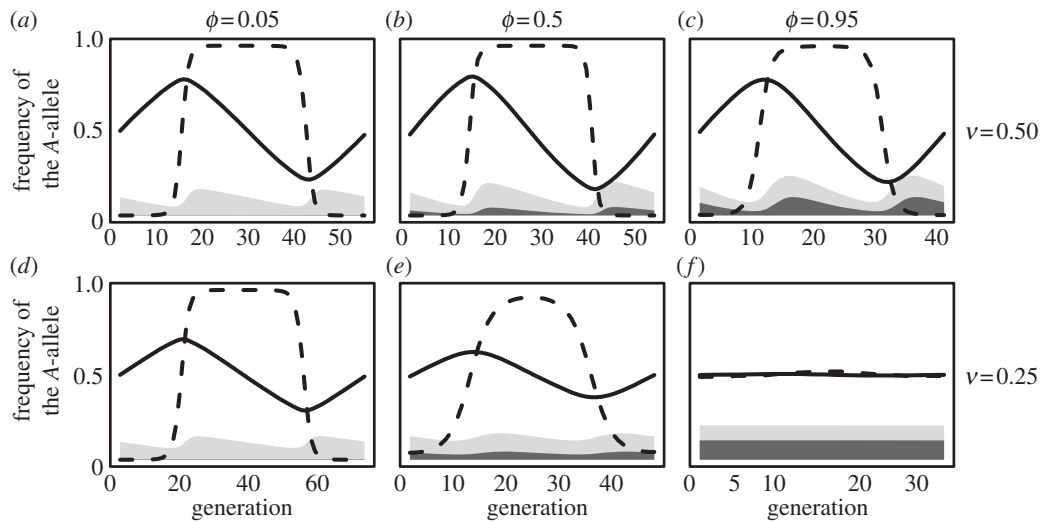 (a) ϕ=0.05 (b) ϕ=0.5 (c) ϕ=0.95
frequency of
the A-allele
1.0
0.5
0
ν=0.50
0 10 20 30 40 50 0 10 20 30 40 50 0 10 20 30 40
(d) (e) (f)
frequency of
the A-allele
1.0
0.5
0
ν=0.25
0 20 40 60 0 10 20 30 40 50 0 5 10 20 30
generation generation generation